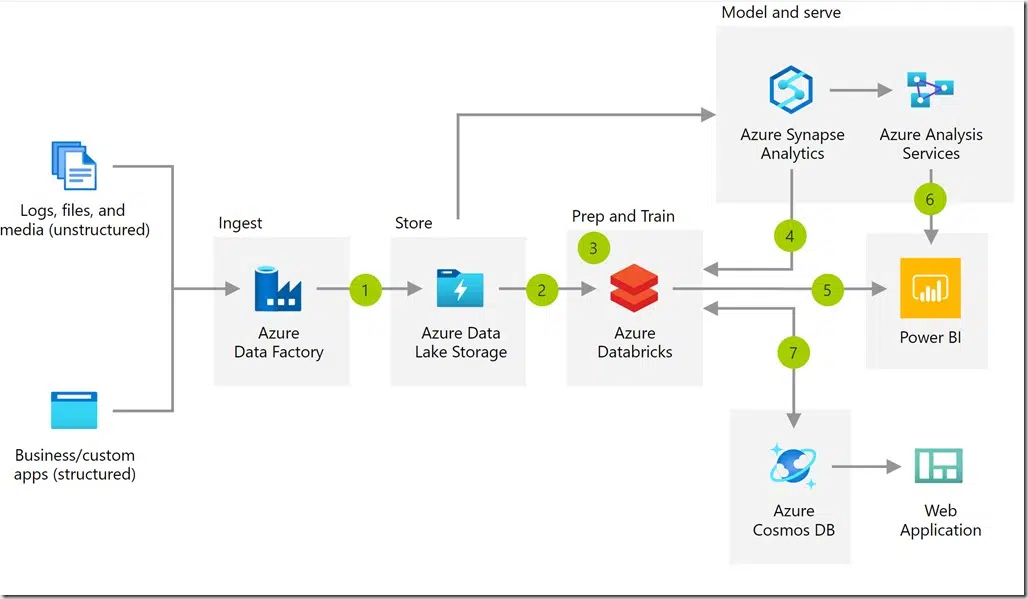 Model and serve
Azure Synapse
Analytics
Azure Analysis
Services
Logs, files, and
media (unstructured)
Ingest
Store
Prep and Train
3
4
6
1
2
5
7
Azure
Data Factory
Azure Data
Lake Storage
Azure
Databricks
Power BI
Business/custom
apps (structured)
Azure
Cosmos DB
Web
Application